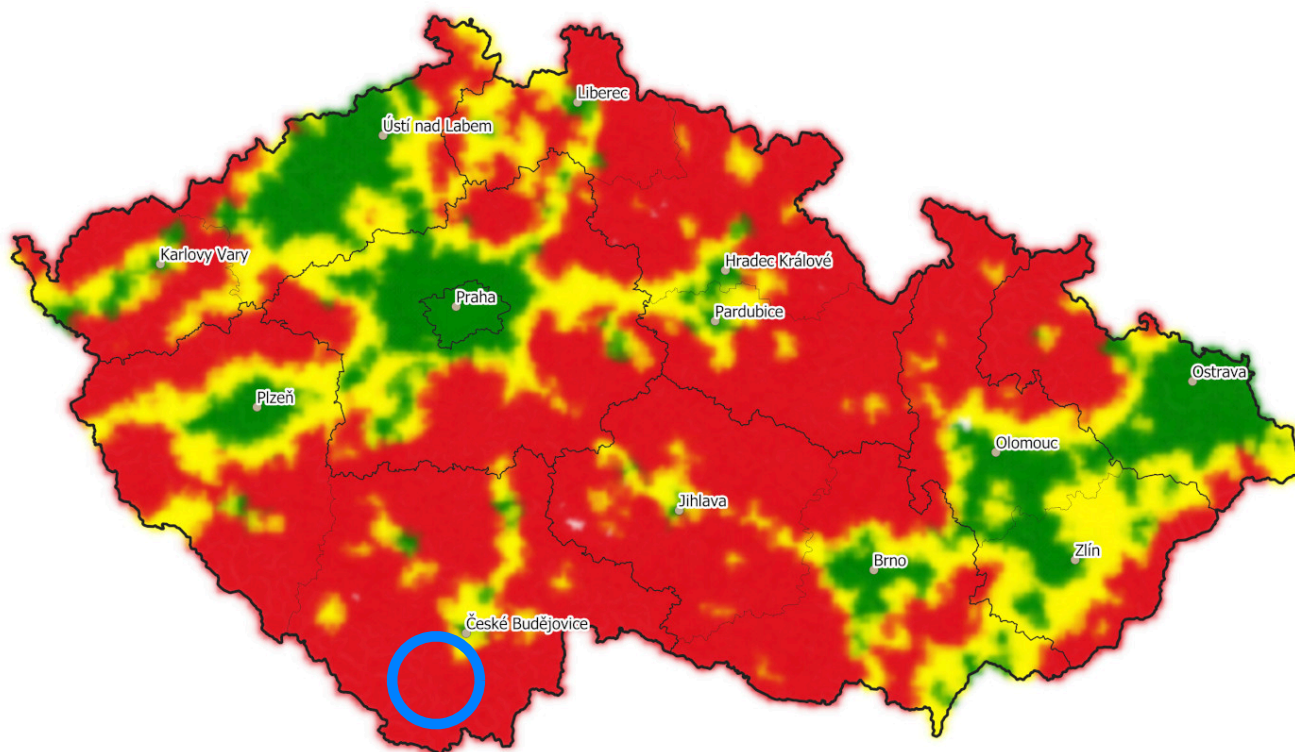 Liberec
Ústí nad Labem
Karlovy Vary
Hradec Králové
Praha
Pardubice
Ostrava
Plzeň
Olomouc
Jihlava
Brno
Zlín
České Budějovice